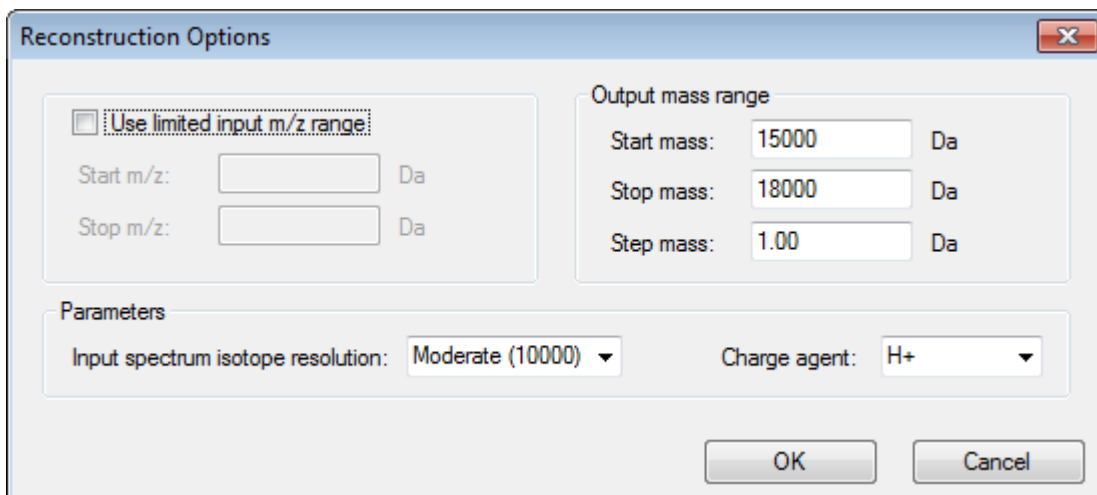 Reconstruction Options
Use limited input m/z range
Start m/z: Da
Stop m/z: Da
Output mass range
Start mass: 15000 Da
Stop mass: 18000 Da
Step mass: 1.00 Da
Parameters
Input spectrum isotope resolution: Moderate (10000) Charge agent: H+
OK Cancel